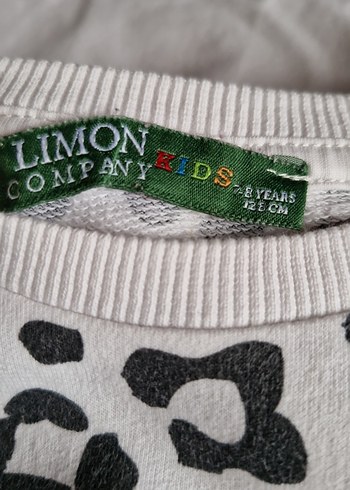 LIMON
COMPANY KIDS
-8 YEARS
128 CM